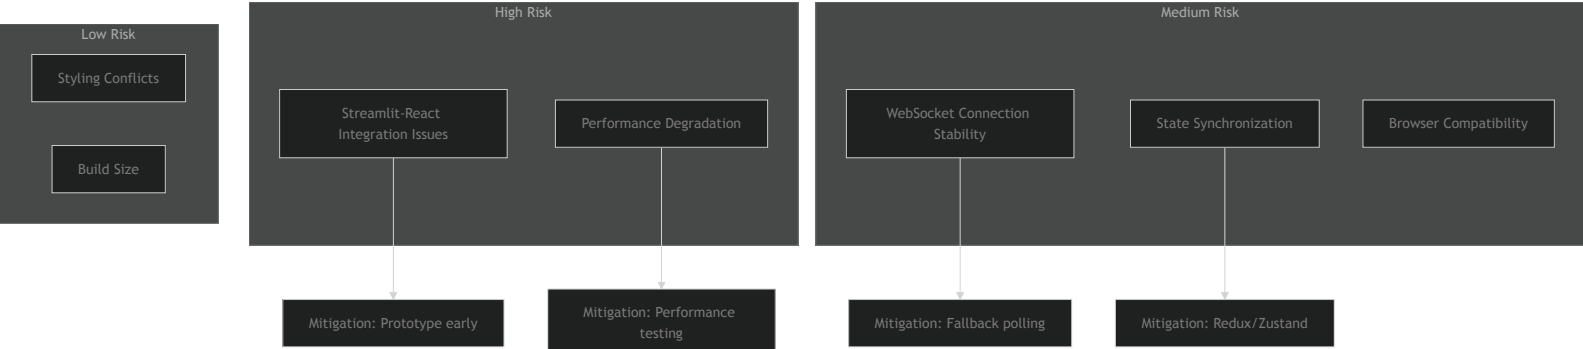 Low Risk
Styling Conflicts
Build Size
High Risk
Streamlit-React
Integration Issues
Performance Degradation
Mitigation: Prototype early
Mitigation: Performance
testing
Medium Risk
WebSocket Connection
Stability
State Synchronization
Browser Compatibility
Mitigation: Fallback polling
Mitigation: Redux/Zustand